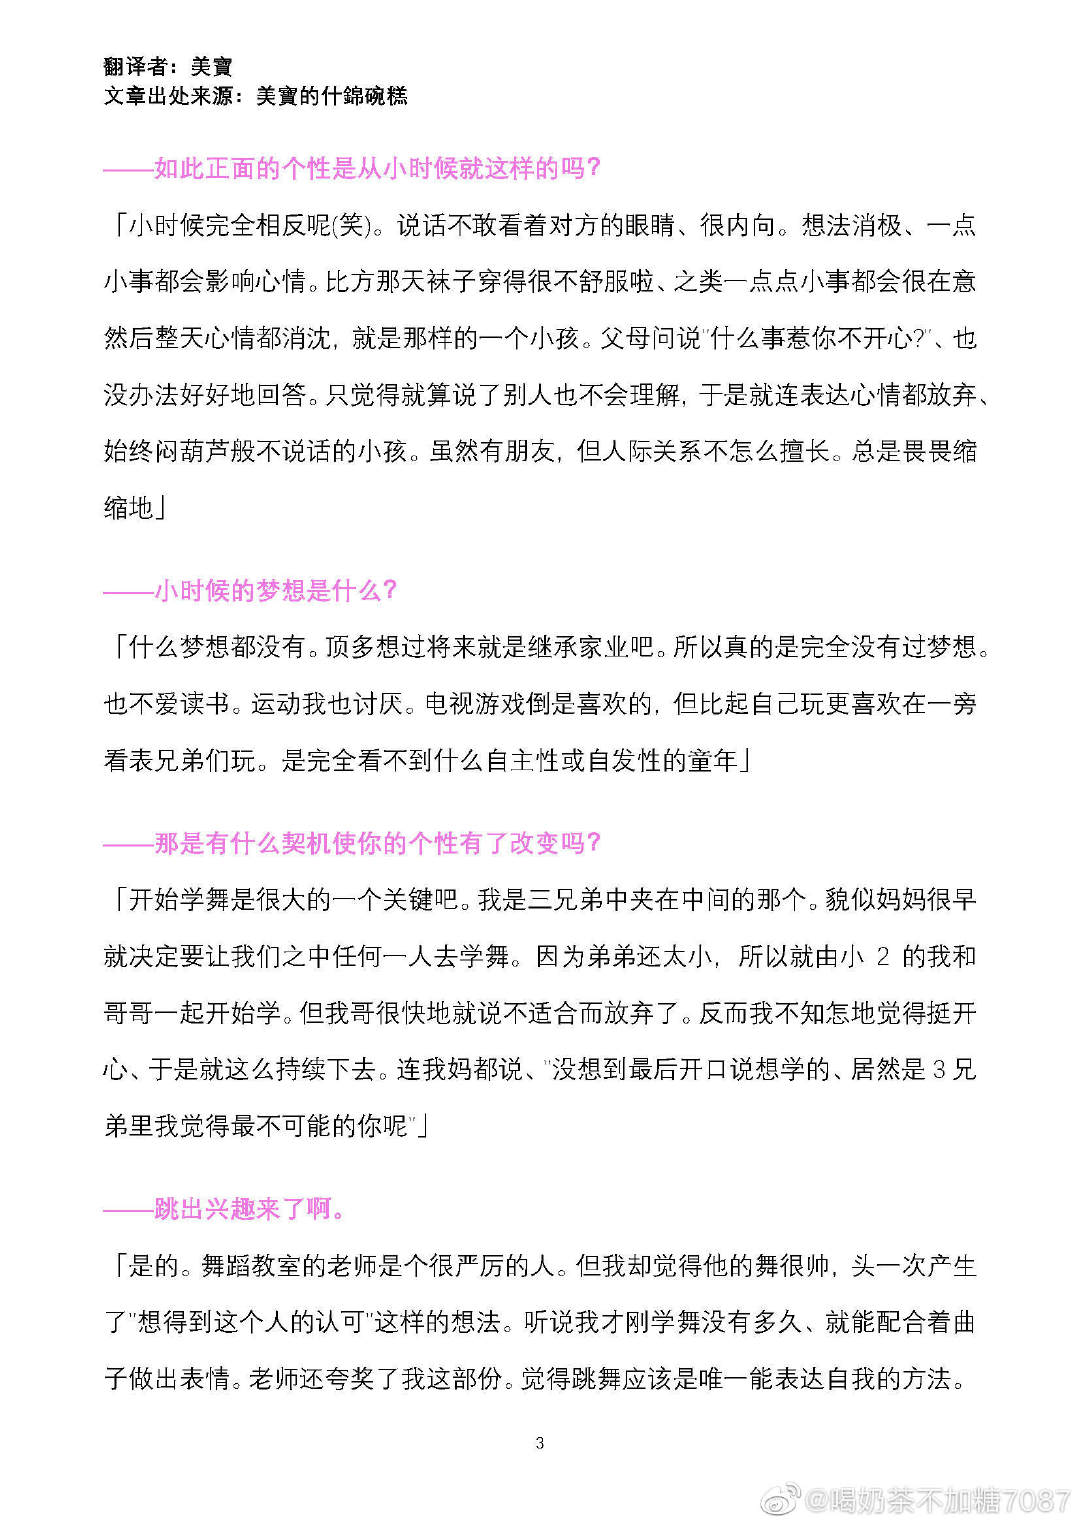 翻译者：美寶
文章出处来源：美寶的什錦碗糕
——如此正面的个性是从小时候就这样的吗？
「小时候完全相反呢(笑)。说话不敢看着对方的眼睛、很内向。想法消极、一点
小事都会影响心情。比方那天袜子穿得很不舒服啦、之类一点点小事都会很在意
然后整天心情都消沈，就是那样的一个小孩。父母问说"什么事惹你不开心?"、也
没办法好好地回答。只觉得就算说了别人也不会理解，于是就连表达心情都放弃、
始终闷葫芦般不说话的小孩。虽然有朋友，但人际关系不怎么擅长。总是畏畏缩
缩地」
——小时候的梦想是什么？
「什么梦想都没有。顶多想过将来就是继承家业吧。所以真的是完全没有过梦想。
也不爱读书。运动我也讨厌。电视游戏倒是喜欢的，但比起自己玩更喜欢在一旁
看表兄弟们玩。是完全看不到什么自主性或自发性的童年」
——那是有什么契机使你的个性有了改变吗？
「开始学舞是很大的一个关键吧。我是三兄弟中夹在中间的那个。貌似妈妈很早
就决定要让我们之中任何一人去学舞。因为弟弟还太小，所以就由小 2 的我和
哥哥一起开始学。但我哥很快地就说不适合而放弃了。反而我不知怎地觉得挺开
心、于是就这么持续下去。连我妈都说、"没想到最后开口说想学的、居然是 3 兄
弟里我觉得最不可能的你呢"」
——跳出兴趣来了啊。
「是的。舞蹈教室的老师是个很严厉的人。但我却觉得他的舞很帅，头一次产生
了"想得到这个人的认可"这样的想法。听说我才刚学舞没有多久、就能配合着曲
子做出表情。老师还夸奖了我这部份。觉得跳舞应该是唯一能表达自我的方法。
3
@喝奶茶不加糖7087